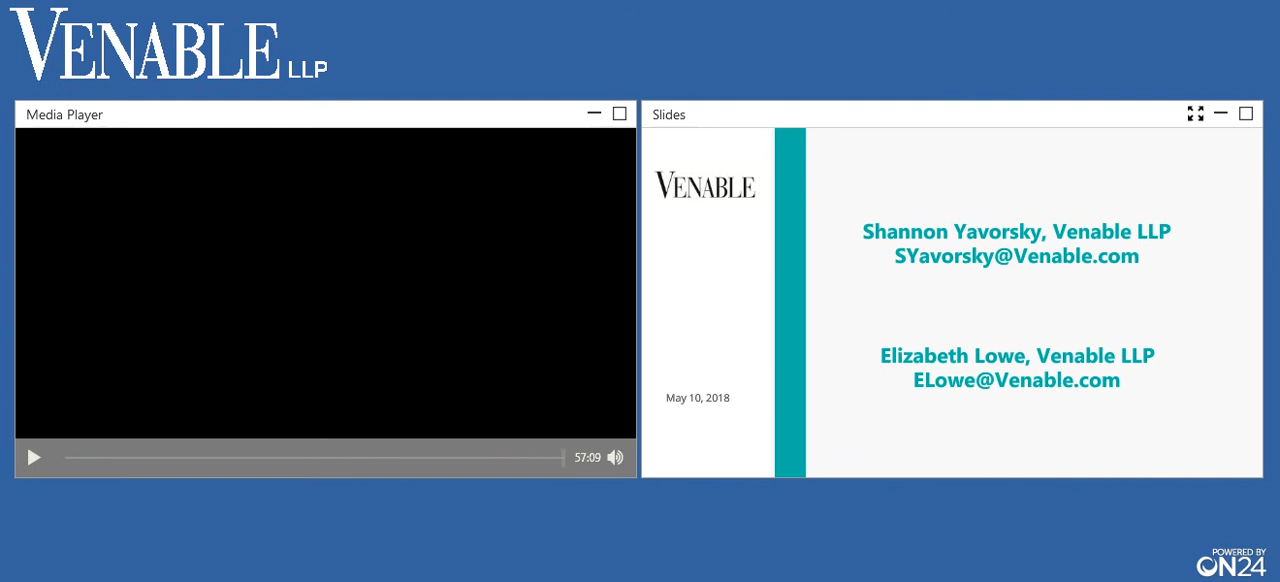 VENABLE LLP
Media Player
57:09
Slides
VENABLE
May 10, 2018
Shannon Yavorsky, Venable LLP
SYavorsky@Venable.com
Elizabeth Lowe, Venable LLP
ELowe@Venable.com
POWERED BY
ON24